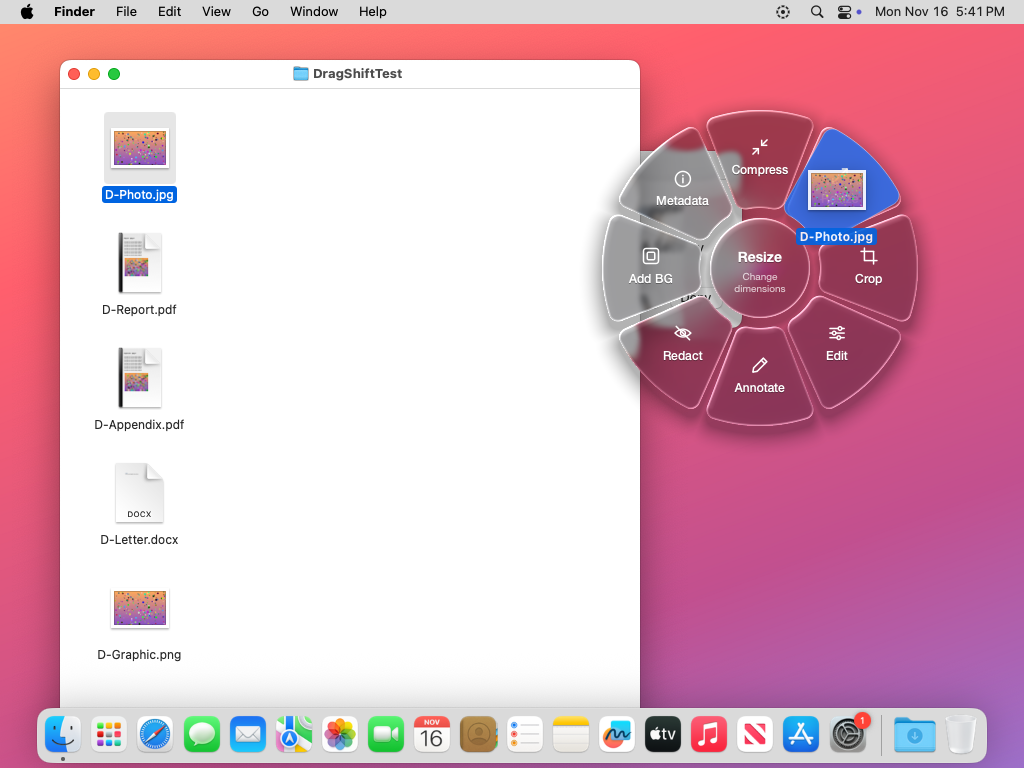 Finder File Edit View Go Window Help Mon Nov 16 5:41 PM
DragShiftTest
D-Photo.jpg
D-Report.pdf
D-Appendix.pdf
DOCX
D-Letter.docx
D-Graphic.png
Compress
Metadata
D-Photo.jpg
Add BG
Resize
Change
dimensions
Crop
Redact
Edit
Annotate
NOV
16
tv
1